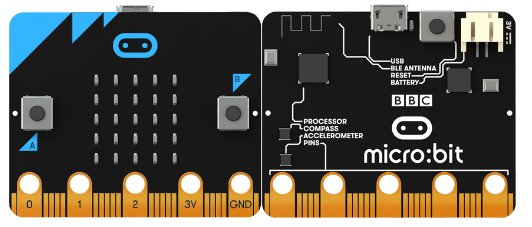 B
A
0 1 2 3V GND
3V
USB
BLE ANTENNA
RESET
BATTERY
BBC
PROCESSOR
COMPASS
ACCELEROMETER
PINS
micro:bit